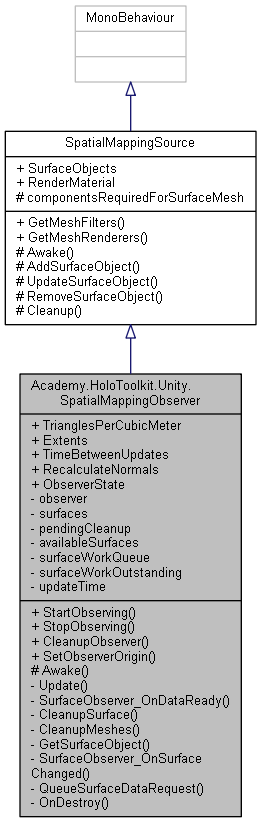 MonoBehaviour
SpatialMappingSource
+ SurfaceObjects
+ RenderMaterial
# componentsRequiredForSurfaceMesh
+ GetMeshFilters()
+ GetMeshRenderers()
# Awake()
# AddSurfaceObject()
# UpdateSurfaceObject()
# RemoveSurfaceObject()
# Cleanup()
Academy.HoloToolkit.Unity.
SpatialMappingObserver
+ TrianglesPerCubicMeter
+ Extents
+ TimeBetweenUpdates
+ RecalculateNormals
+ ObserverState
- observer
- surfaces
- pendingCleanup
- availableSurfaces
- surfaceWorkQueue
- surfaceWorkOutstanding
- updateTime
+ StartObserving()
+ StopObserving()
+ CleanupObserver()
+ SetObserverOrigin()
# Awake()
- Update()
- SurfaceObserver_OnDataReady()
- CleanupSurface()
- CleanupMeshes()
- GetSurfaceObject()
- SurfaceObserver_OnSurface
Changed()
- QueueSurfaceDataRequest()
- OnDestroy()